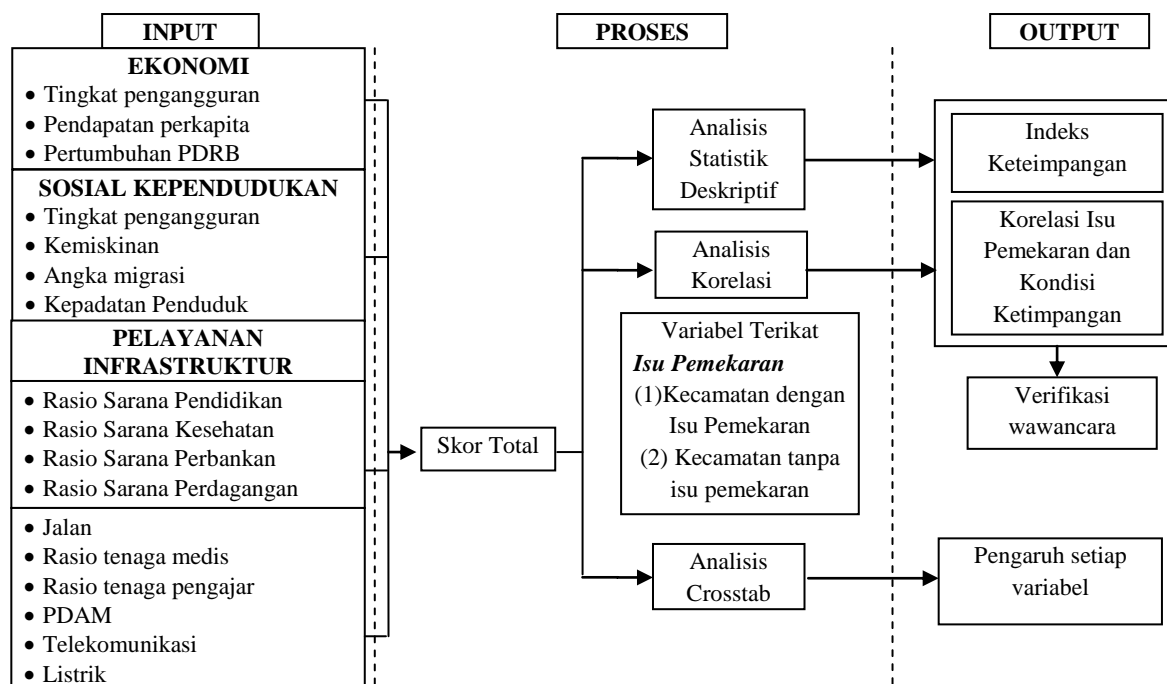 INPUT
EKONOMI
• Tingkat pengangguran
• Pendapatan perkapita
• Pertumbuhan PDRB
SOSIAL KEPENDUDUKAN
• Tingkat pengangguran
• Kemiskinan
• Angka migrasi
• Kepadatan Penduduk
PELAYANAN
INFRASTRUKTUR
• Rasio Sarana Pendidikan
• Rasio Sarana Kesehatan
• Rasio Sarana Perbankan
• Rasio Sarana Perdagangan
• Jalan
• Rasio tenaga medis
• Rasio tenaga pengajar
• PDAM
• Telekomunikasi
• Listrik
PROSES
Skor Total
Analisis
Statistik
Deskriptif
Analisis
Korelasi
Variabel Terikat
Isu Pemekaran
(1)Kecamatan dengan
Isu Pemekaran
(2) Kecamatan tanpa
isu pemekaran
Analisis
Crosstab
OUTPUT
Indeks
Keteimpangan
Korelasi Isu
Pemekaran dan
Kondisi
Ketimpangan
Verifikasi
wawancara
Pengaruh setiap
variabel